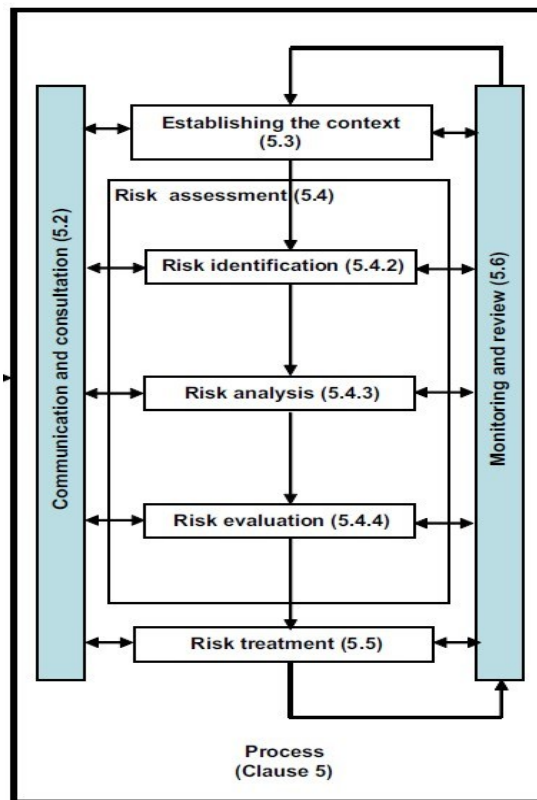 Establishing the context
(5.3)
Risk assessment (5.4)
Communication and consultation (5.2)
Risk identification (5.4.2)
Monitoring and review (5.6)
Risk analysis (5.4.3)
Risk evaluation (5.4.4)
Risk treatment (5.5)
Process
(Clause 5)